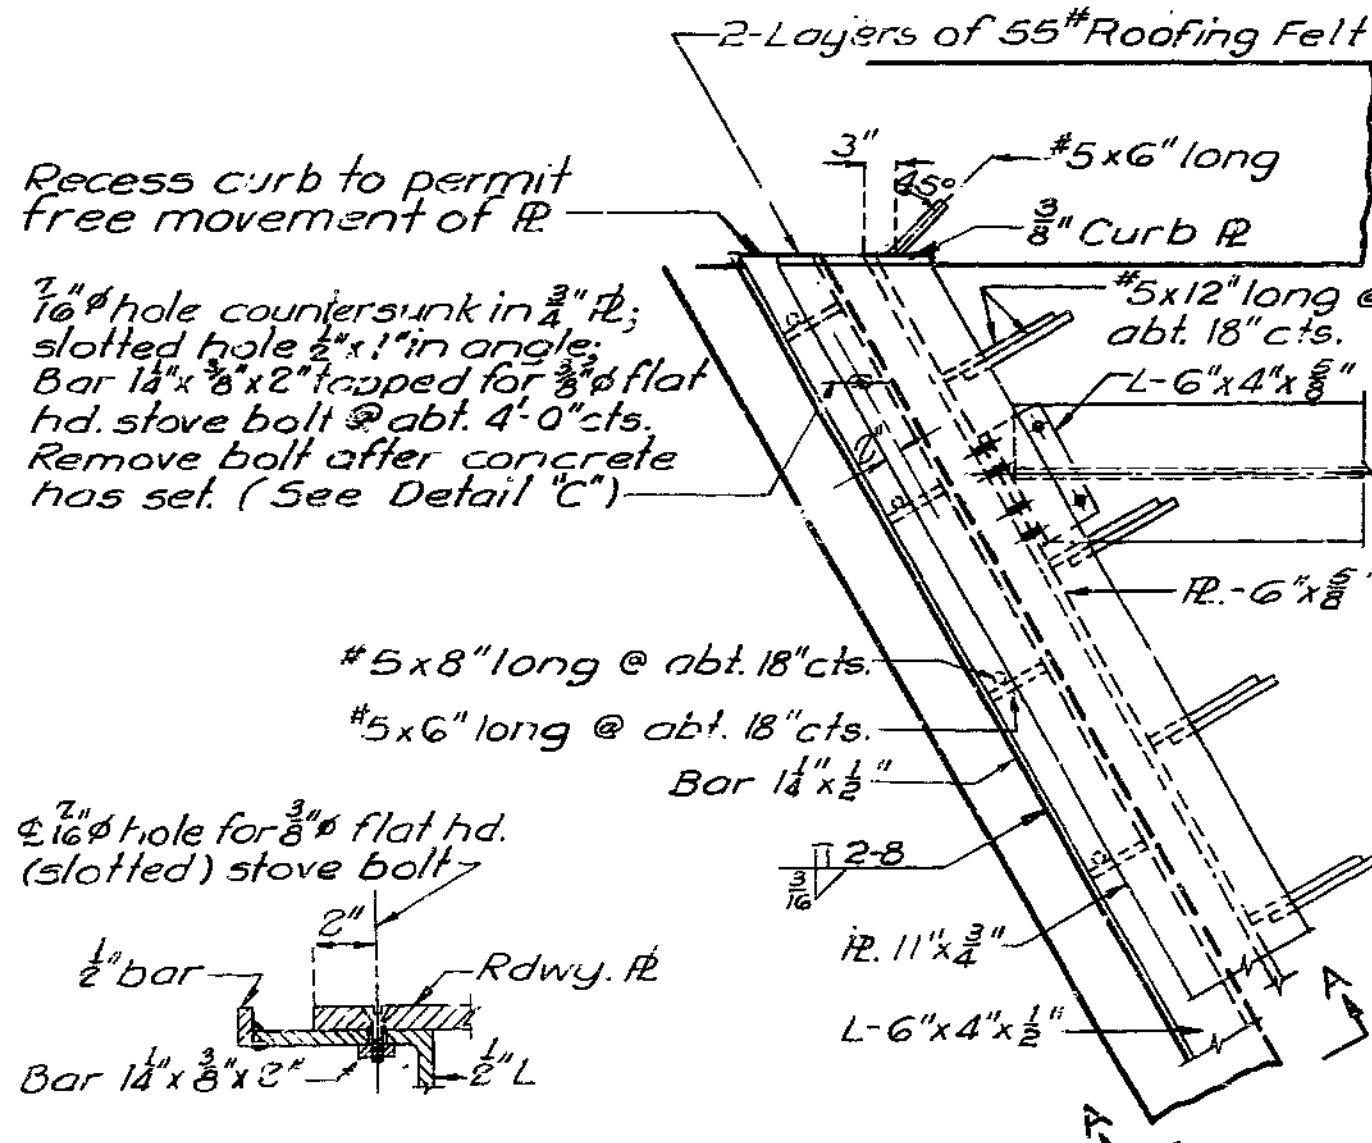 2-Layers of 55# Roofing Felt
3"
45°
#5x6" long
3/8" Curb ℄
Recess curb to permit
free movement of PL
7/16"ø hole countersunk in 3/4" PL;
slotted hole 1/2"x1" in angle;
Bar 1 1/4"x 3/8"x2" tapped for 3/8"ø flat
hd. stove bolt @ abt. 4'-0" cts.
Remove bolt after concrete
has set. (See Detail "C")
#5x12" long @
abt. 18" cts.
L-6"x4"x 5/8"
PL.-6"x 5/8"
#5x8" long @ abt. 18" cts.
#5x6" long @ abt. 18" cts.
Bar 1 1/4"x 1/2"
2-8
3/16
PL. 11"x 3/4"
L-6"x4"x 1/2"
A
A
℄ 7/16"ø hole for 3/8"ø flat hd.
(slotted) stove bolt
2"
1/2" bar
Rdwy. PL
Bar 1 1/4"x 3/8"x2"
1/2" L